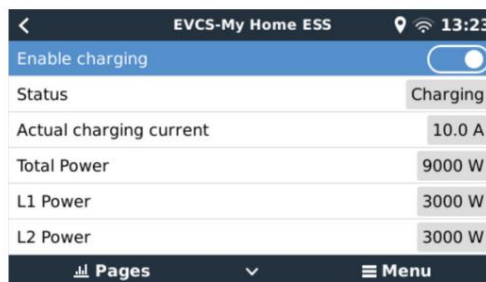 EVCS-My Home ESS 13:23
Enable charging
Status Charging
Actual charging current 10.0 A
Total Power 9000 W
L1 Power 3000 W
L2 Power 3000 W
Pages Menu